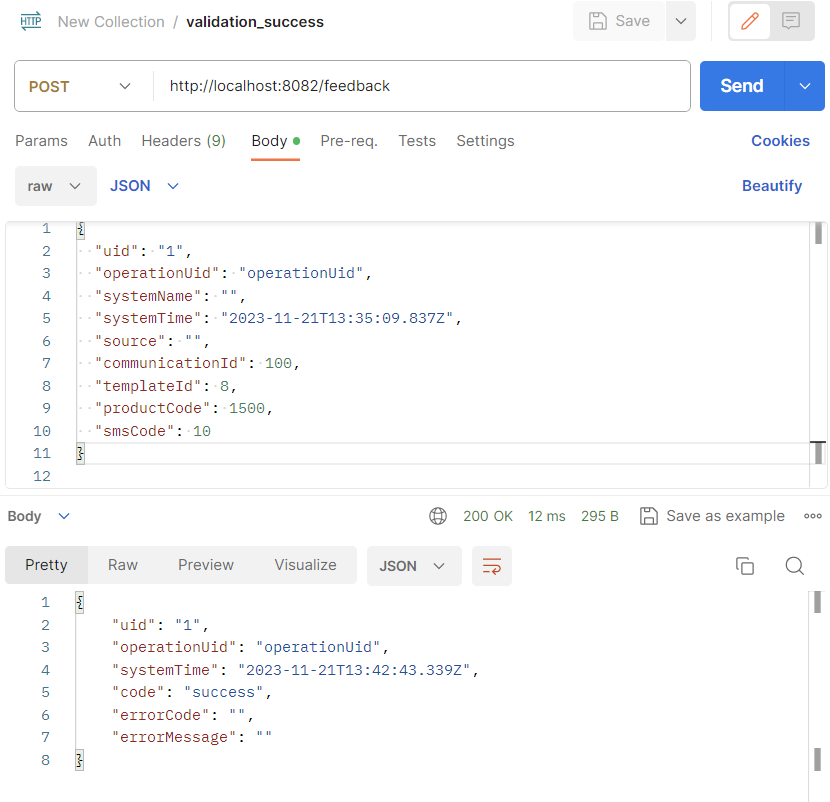 HTTP New Collection / validation_success Save
POST http://localhost:8082/feedback Send
Params Auth Headers (9) Body Pre-req. Tests Settings Cookies
raw JSON Beautify
1 {
2 "uid": "1",
3 "operationUid": "operationUid",
4 "systemName": "",
5 "systemTime": "2023-11-21T13:35:09.837Z",
6 "source": "",
7 "communicationId": 100,
8 "templateId": 8,
9 "productCode": 1500,
10 "smsCode": 10
11 }
12
Body 200 OK 12 ms 295 B Save as example
Pretty Raw Preview Visualize JSON
1 {
2 "uid": "1",
3 "operationUid": "operationUid",
4 "systemTime": "2023-11-21T13:42:43.339Z",
5 "code": "success",
6 "errorCode": "",
7 "errorMessage": ""
8 }